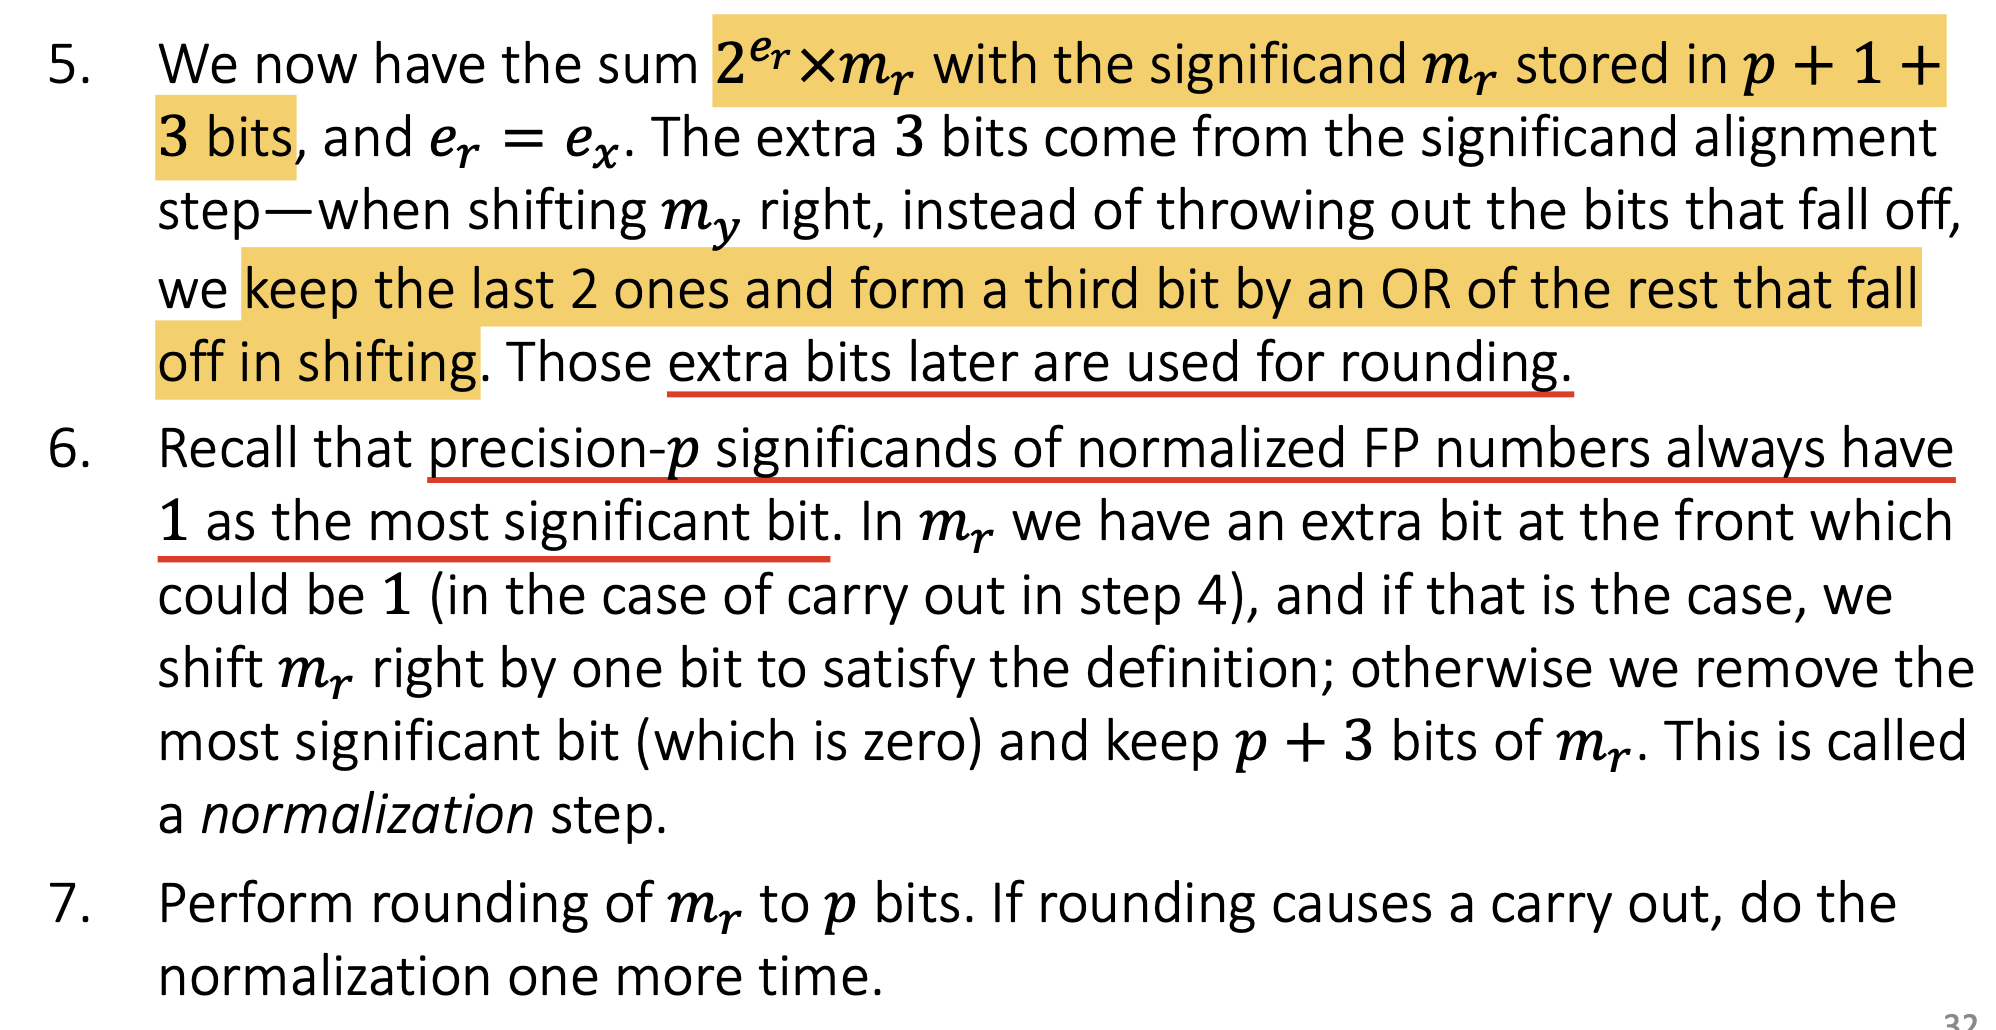 5. We now have the sum 2^{e_r}×m_r with the significand m_r stored in p + 1 +
3 bits, and e_r = e_x. The extra 3 bits come from the significand alignment
step—when shifting m_y right, instead of throwing out the bits that fall off,
we keep the last 2 ones and form a third bit by an OR of the rest that fall
off in shifting. Those extra bits later are used for rounding.
6. Recall that precision-p significands of normalized FP numbers always have
1 as the most significant bit. In m_r we have an extra bit at the front which
could be 1 (in the case of carry out in step 4), and if that is the case, we
shift m_r right by one bit to satisfy the definition; otherwise we remove the
most significant bit (which is zero) and keep p + 3 bits of m_r. This is called
a normalization step.
7. Perform rounding of m_r to p bits. If rounding causes a carry out, do the
normalization one more time.
32